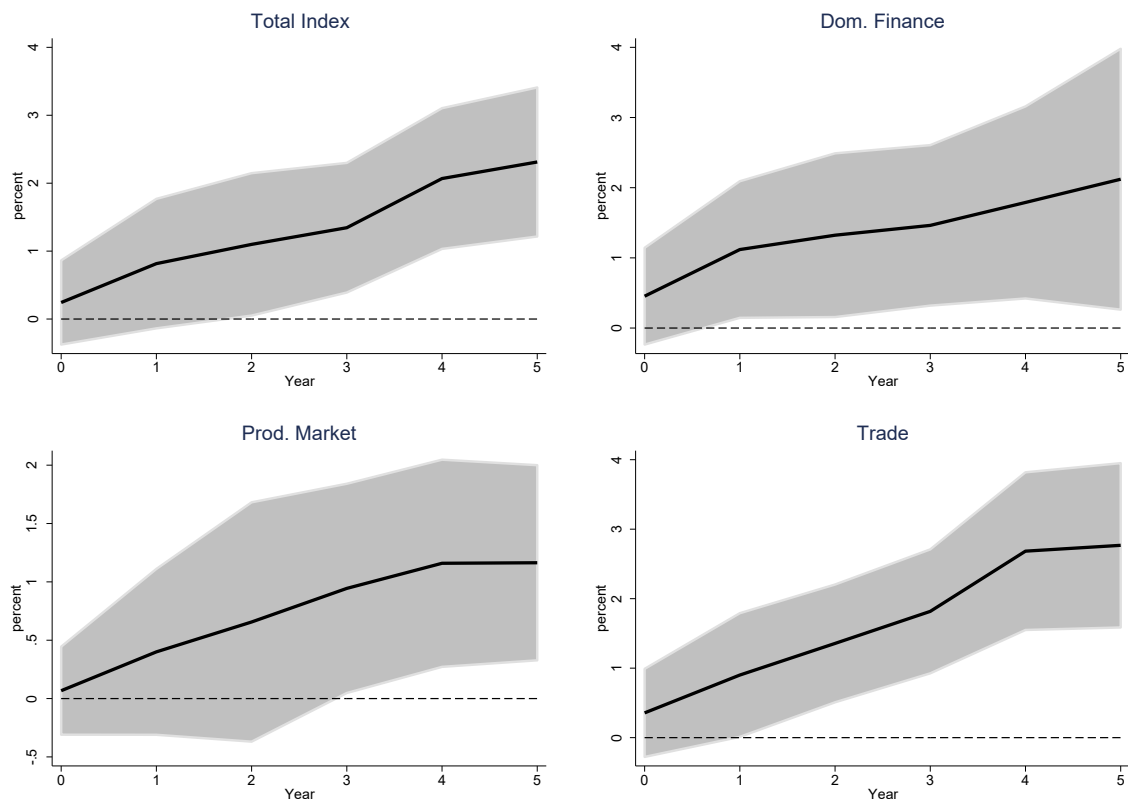 Total Index
4
3
2
1
0
percent
0 1 2 3 4 5
Year
Dom. Finance
4
3
2
1
0
percent
0 1 2 3 4 5
Year
Prod. Market
2
1.5
1
.5
0
-.5
percent
0 1 2 3 4 5
Year
Trade
4
3
2
1
0
percent
0 1 2 3 4 5
Year